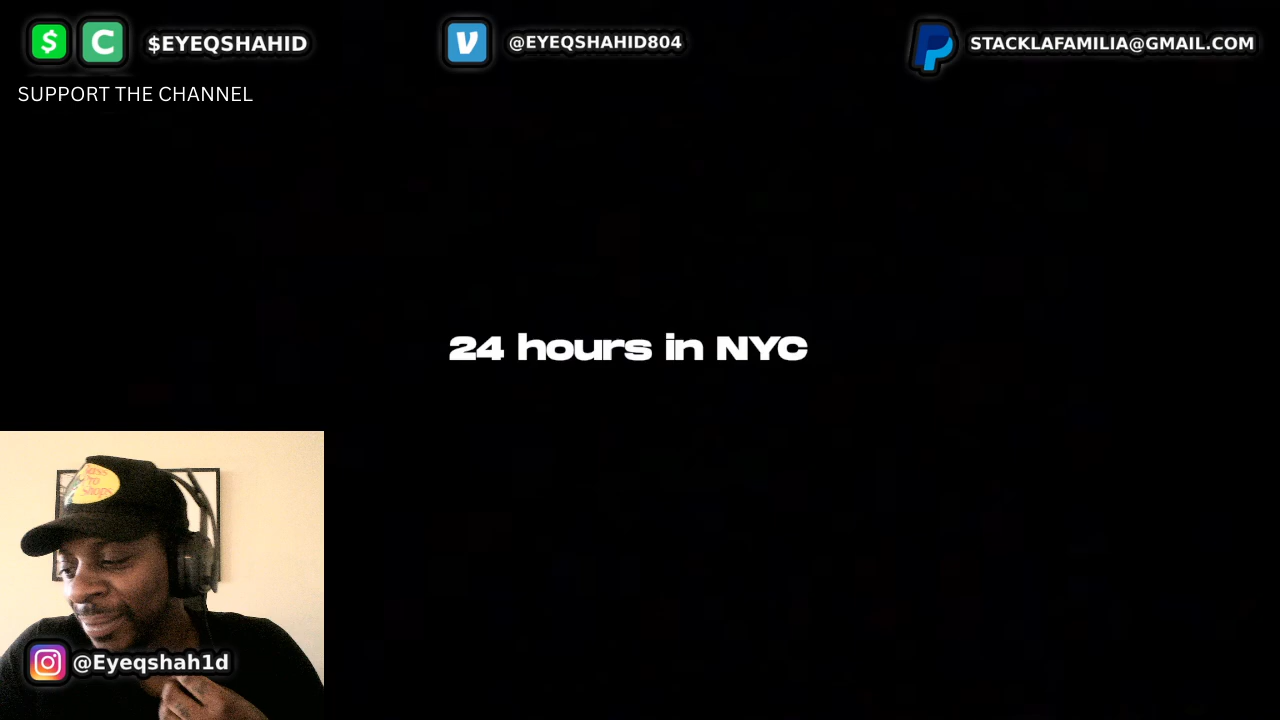 $EYEQSHAHID
@EYEQSHAHID804
STACKLAFAMILIA@GMAIL.COM
SUPPORT THE CHANNEL
24 hours in NYC
@Eyeqshah1d